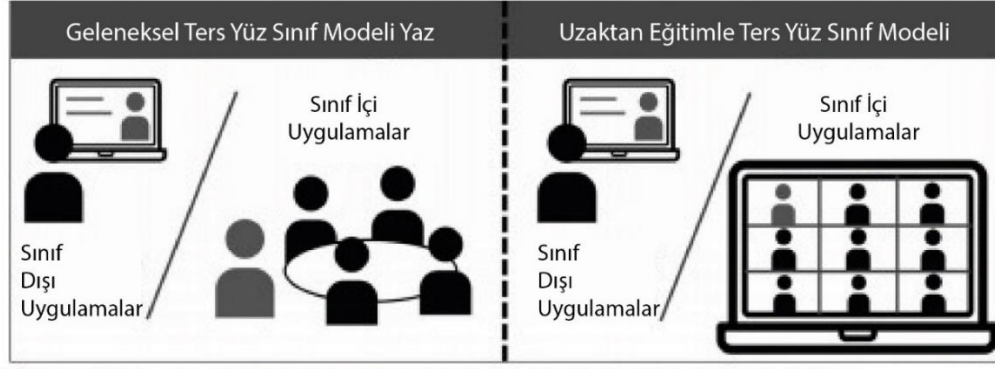 Geleneksel Ters Yüz Sınıf Modeli Yaz
Sınıf İçi
Uygulamalar
Sınıf
Dışı
Uygulamalar
Uzaktan Eğitimle Ters Yüz Sınıf Modeli
Sınıf İçi
Uygulamalar
Sınıf
Dışı
Uygulamalar